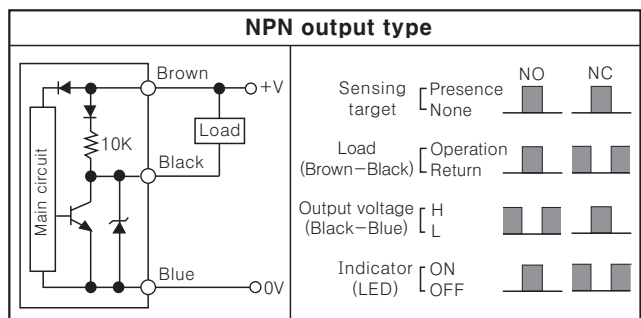 NPN output type
Brown
+V
Load
10K
Black
Main circuit
Blue
0V
NO NC
Sensing target Presence None
Load (Brown−Black) Operation Return
Output voltage (Black−Blue) H L
Indicator (LED) ON OFF